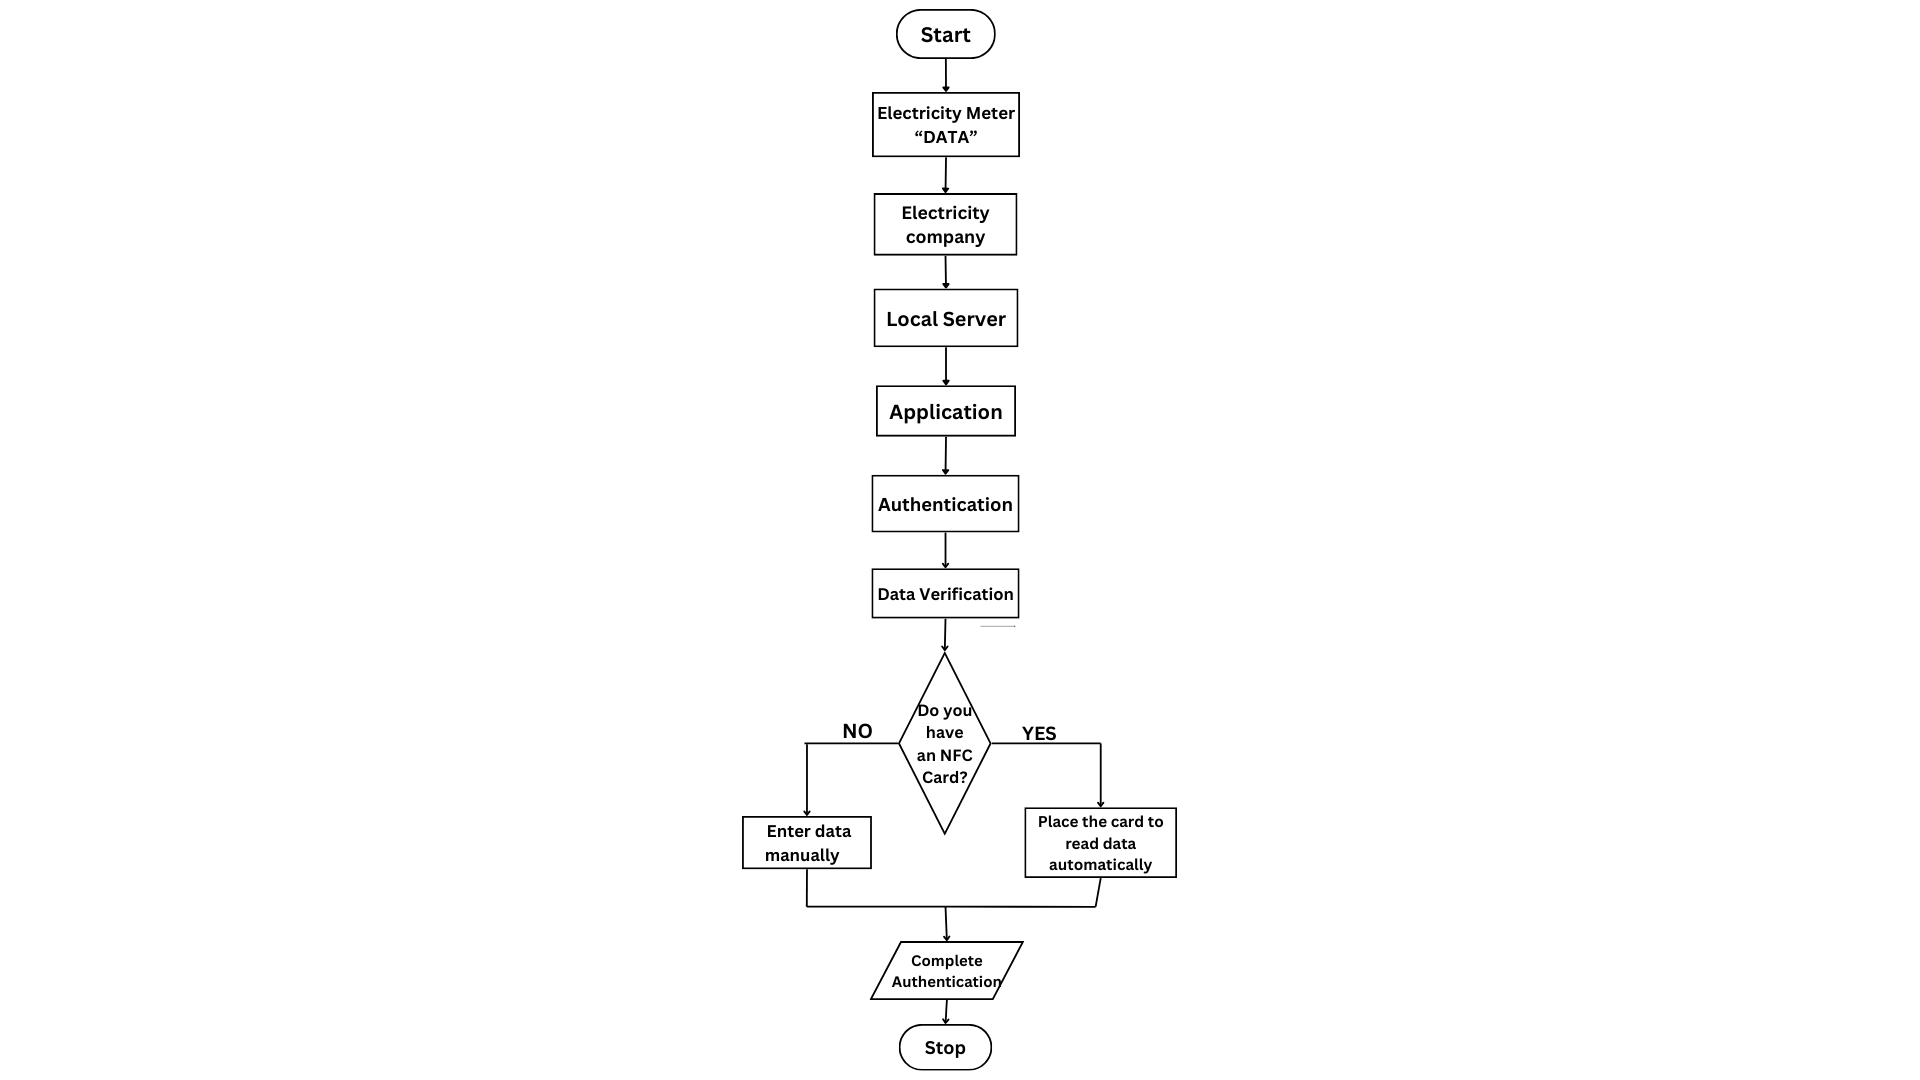 Start
Electricity Meter
“DATA”
Electricity
company
Local Server
Application
Authentication
Data Verification
Do you
have
an NFC
Card?
NO
YES
Enter data
manually
Place the card to
read data
automatically
Complete
Authentication
Stop